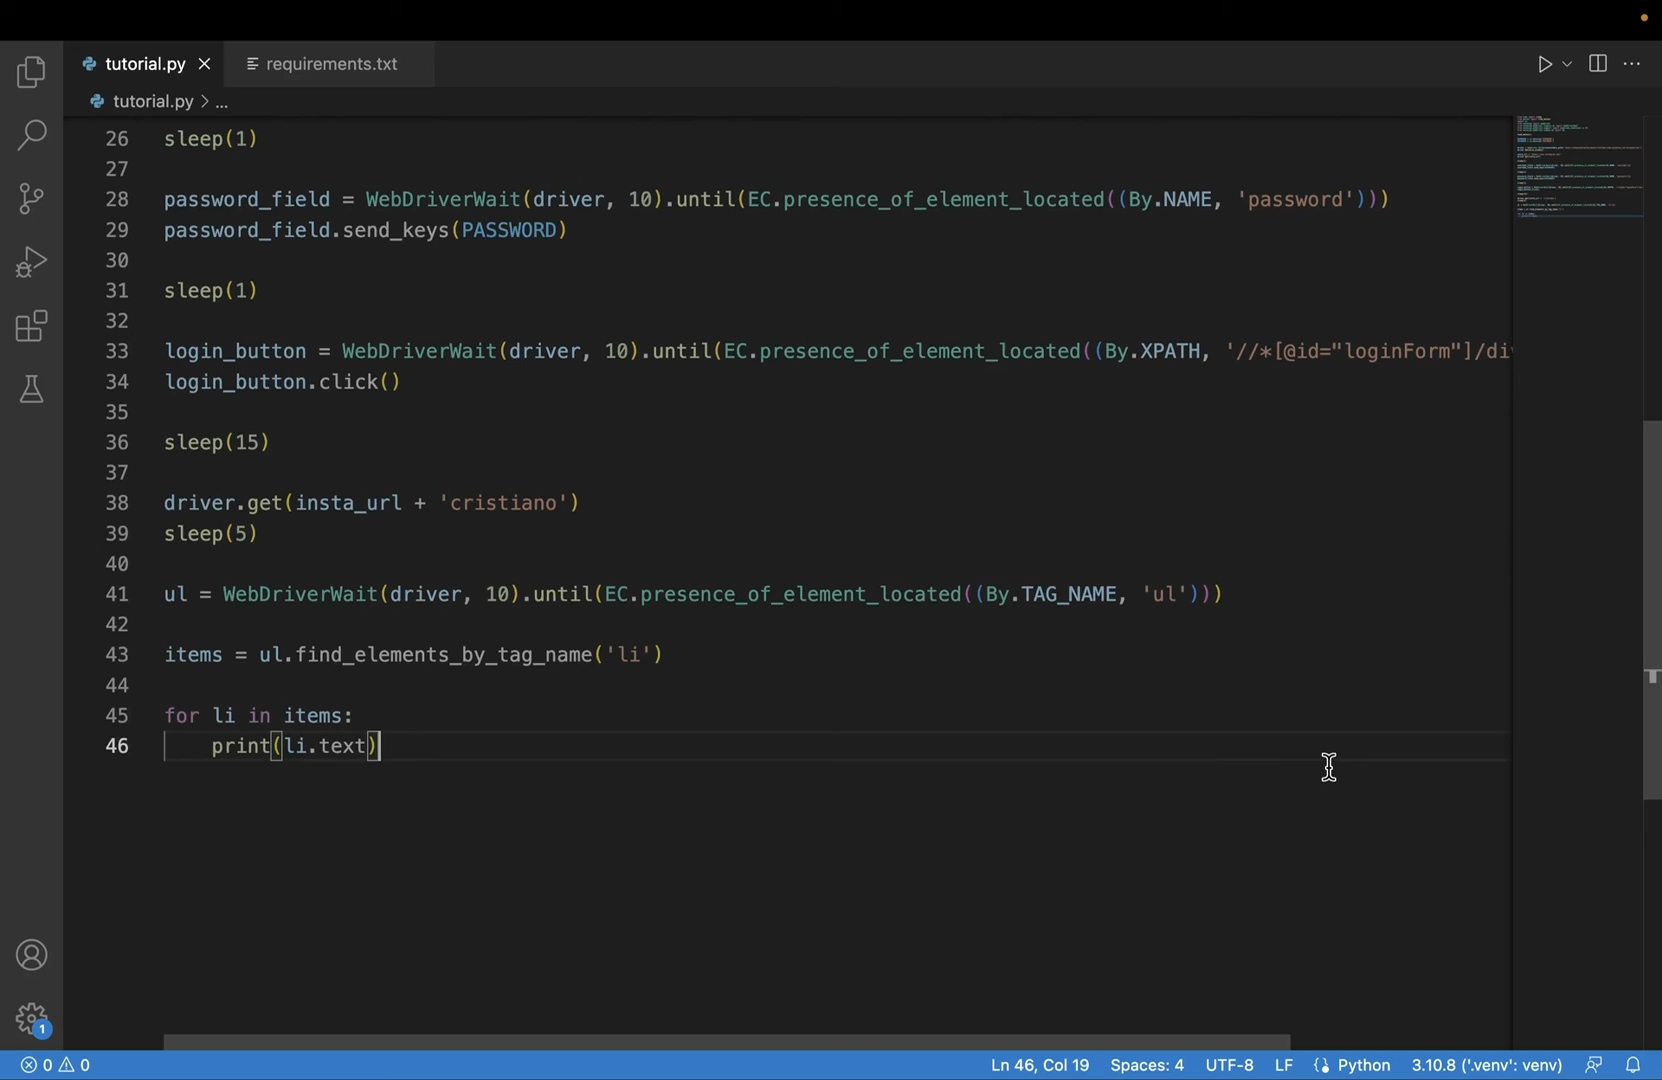 tutorial.py
requirements.txt
tutorial.py > ...
26 sleep(1)
27
28 password_field = WebDriverWait(driver, 10).until(EC.presence_of_element_located((By.NAME, 'password')))
29 password_field.send_keys(PASSWORD)
30
31 sleep(1)
32
33 login_button = WebDriverWait(driver, 10).until(EC.presence_of_element_located((By.XPATH, '//*[@id="loginForm"]/di
34 login_button.click()
35
36 sleep(15)
37
38 driver.get(insta_url + 'cristiano')
39 sleep(5)
40
41 ul = WebDriverWait(driver, 10).until(EC.presence_of_element_located((By.TAG_NAME, 'ul')))
42
43 items = ul.find_elements_by_tag_name('li')
44
45 for li in items:
46     print(li.text)
1
0 0 Ln 46, Col 19 Spaces: 4 UTF-8 LF Python 3.10.8 ('.venv': venv)